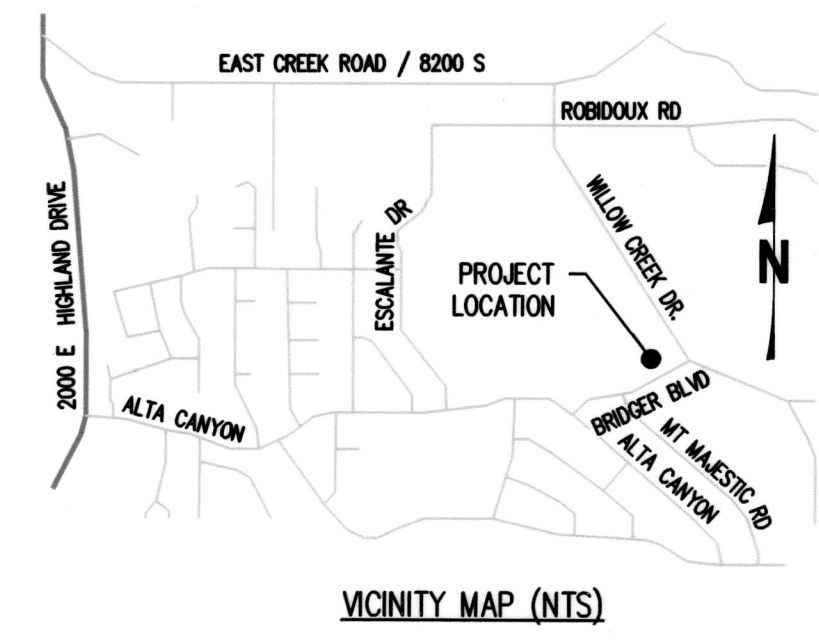 EAST CREEK ROAD / 8200 S
ROBIDOUX RD
2000 E HIGHLAND DRIVE
ESCALANTE DR
WILLOW CREEK DR.
N
PROJECT
LOCATION
ALTA CANYON
BRIDGER BLVD
MT MAJESTIC RD
ALTA CANYON
VICINITY MAP (NTS)